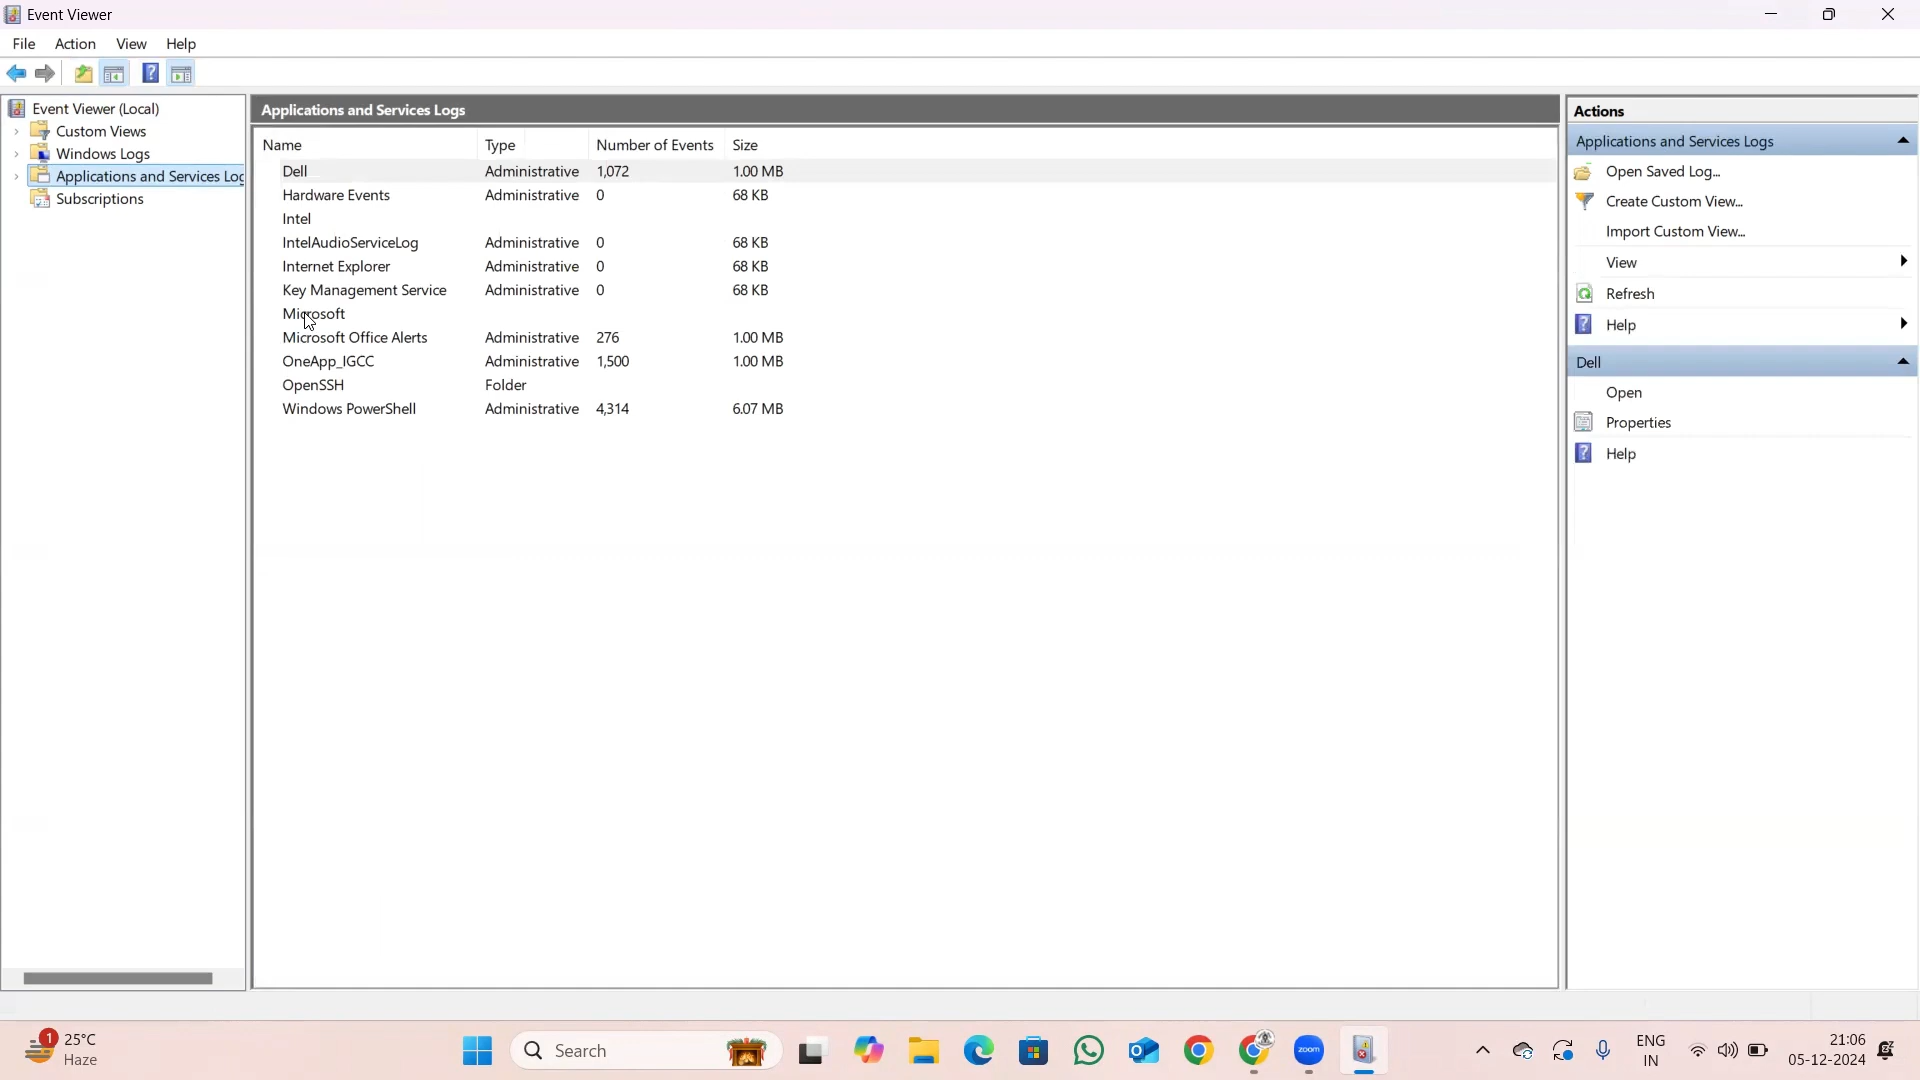 Event Viewer
File Action View Help
Event Viewer (Local)
Custom Views
Windows Logs
Applications and Services Log
Subscriptions
Applications and Services Logs
Name Type Number of Events Size
Dell Administrative 1,072 1.00 MB
Hardware Events Administrative 0 68 KB
Intel
IntelAudioServiceLog Administrative 0 68 KB
Internet Explorer Administrative 0 68 KB
Key Management Service Administrative 0 68 KB
Microsoft
Microsoft Office Alerts Administrative 276 1.00 MB
OneApp_IGCC Administrative 1,500 1.00 MB
OpenSSH Folder
Windows PowerShell Administrative 4,314 6.07 MB
Actions
Applications and Services Logs
Open Saved Log...
Create Custom View...
Import Custom View...
View
Refresh
Help
Dell
Open
Properties
Help
1
25°C
Haze
Search
zoom
ENG
IN
21:06
05-12-2024